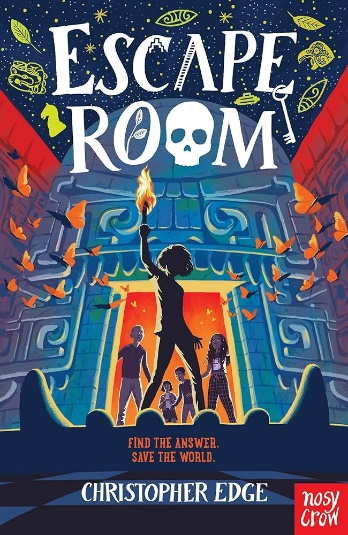 ESCAPE
ROOM
FIND THE ANSWER.
SAVE THE WORLD.
CHRISTOPHER EDGE
nosy
crow